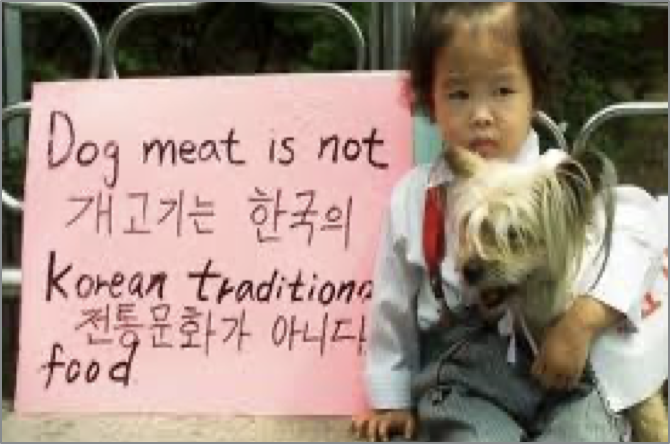 Dog meat is not
개고기는 한국의
Korean traditional
전통문화가 아니다.
food